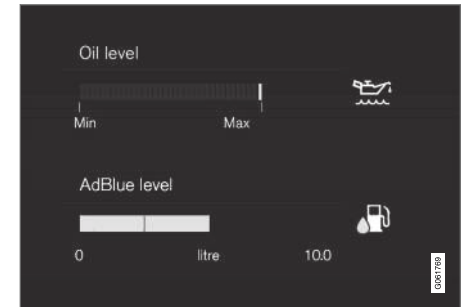 Oil level
Min Max
AdBlue level
0 litre 10.0
G061769